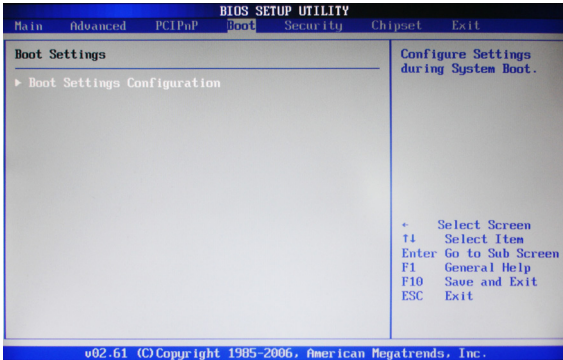 BIOS SETUP UTILITY
Main Advanced PCIPnP Boot Security Chipset Exit
Boot Settings
▶ Boot Settings Configuration
Configure Settings
during System Boot.
← Select Screen
↑↓ Select Item
Enter Go to Sub Screen
F1 General Help
F10 Save and Exit
ESC Exit
v02.61 (C)Copyright 1985-2006, American Megatrends, Inc.